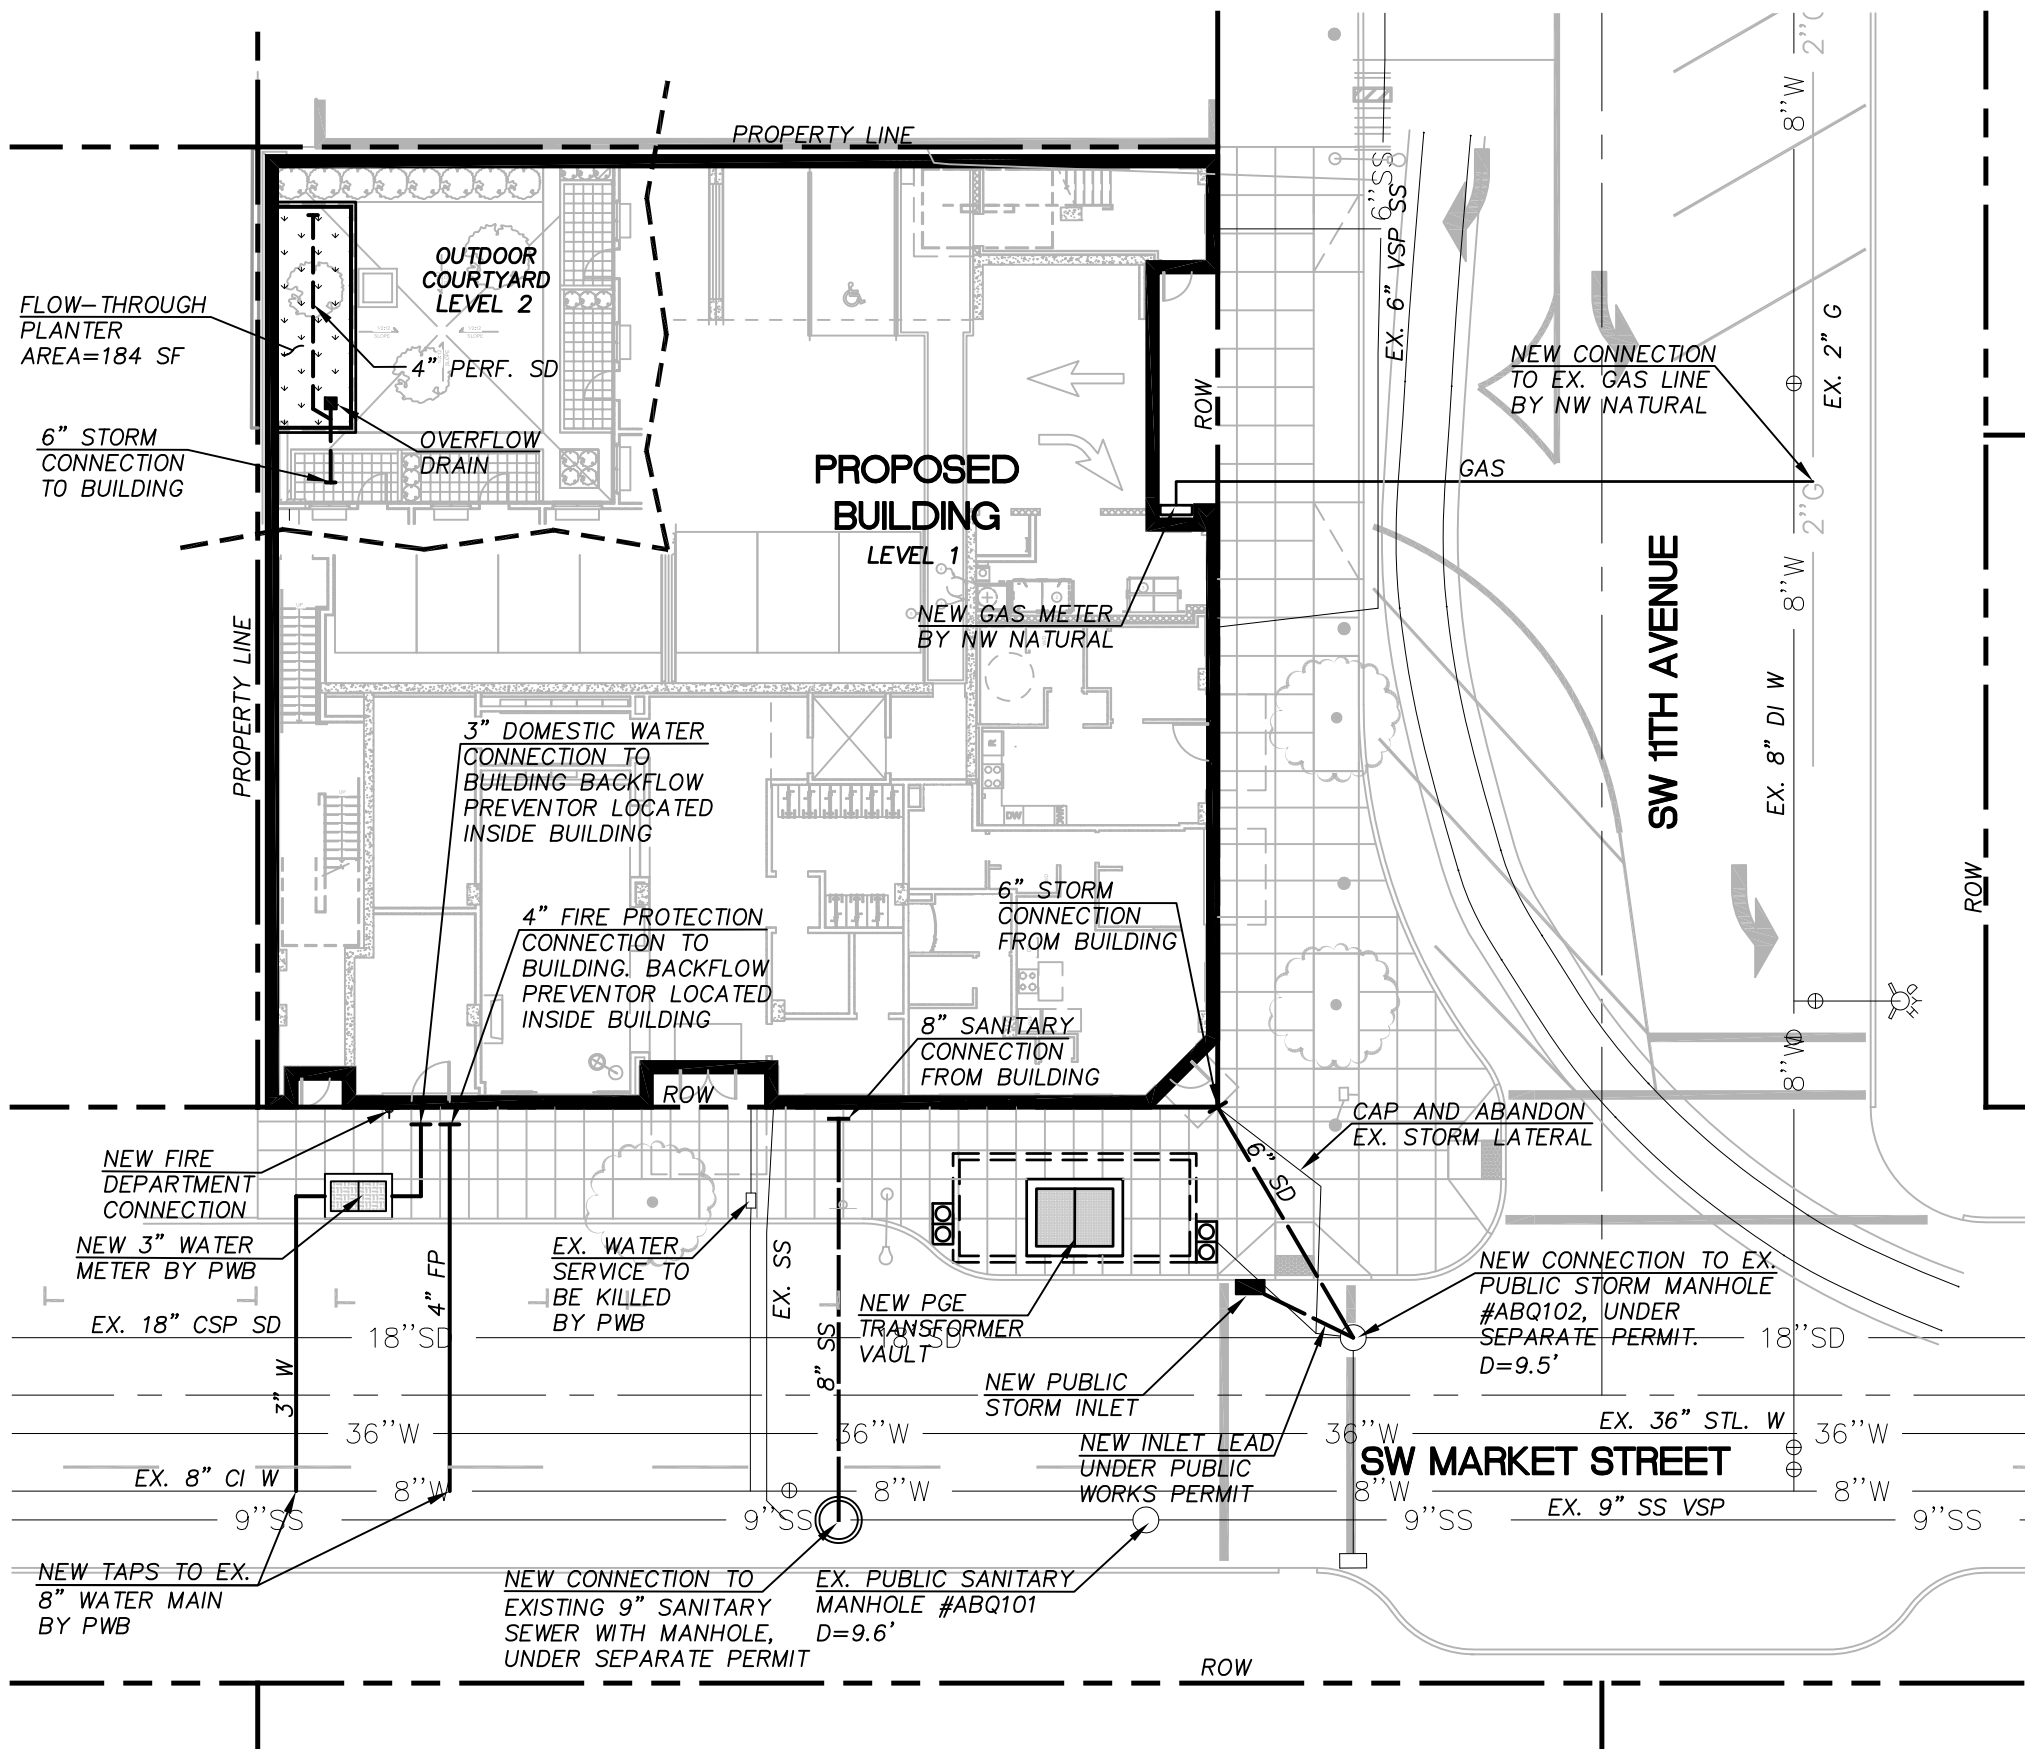 PROPERTY LINE
8''W
2''G
6''SS
EX. 6" VSP SS
OUTDOOR
COURTYARD
LEVEL 2
FLOW-THROUGH
PLANTER
AREA=184 SF
4" PERF. SD
6" STORM
CONNECTION
TO BUILDING
OVERFLOW
DRAIN
PROPOSED
BUILDING
LEVEL 1
ROW
NEW CONNECTION
TO EX. GAS LINE
BY NW NATURAL
EX. 2" G
GAS
2''G
8''W
SW 11TH AVENUE
NEW GAS METER
BY NW NATURAL
PROPERTY LINE
EX. 8" DI W
3" DOMESTIC WATER
CONNECTION TO
BUILDING BACKFLOW
PREVENTOR LOCATED
INSIDE BUILDING
R
DW
ROW
4" FIRE PROTECTION
CONNECTION TO
BUILDING. BACKFLOW
PREVENTOR LOCATED
INSIDE BUILDING
6" STORM
CONNECTION
FROM BUILDING
8" SANITARY
CONNECTION
FROM BUILDING
HYD
8''W
ROW
CAP AND ABANDON
EX. STORM LATERAL
6" SD
NEW FIRE
DEPARTMENT
CONNECTION
NEW 3" WATER
METER BY PWB
EX. WATER
SERVICE TO
BE KILLED
BY PWB
EX. SS
4" FP
8" SS
3" W
NEW PGE
TRANSFORMER
VAULT
NEW CONNECTION TO EX.
PUBLIC STORM MANHOLE
#ABQ102, UNDER
SEPARATE PERMIT.
D=9.5'
EX. 18" CSP SD
18''SD
18''SD
18''SD
NEW PUBLIC
STORM INLET
NEW INLET LEAD
UNDER PUBLIC
WORKS PERMIT
36''W
36''W
36''W
EX. 36" STL. W
36''W
SW MARKET STREET
EX. 8" CI W
8''W
8''W
8''W
8''W
9''SS
9''SS
9''SS
EX. 9" SS VSP
9''SS
NEW TAPS TO EX.
8" WATER MAIN
BY PWB
NEW CONNECTION TO
EXISTING 9" SANITARY
SEWER WITH MANHOLE,
UNDER SEPARATE PERMIT
EX. PUBLIC SANITARY
MANHOLE #ABQ101
D=9.6'
ROW